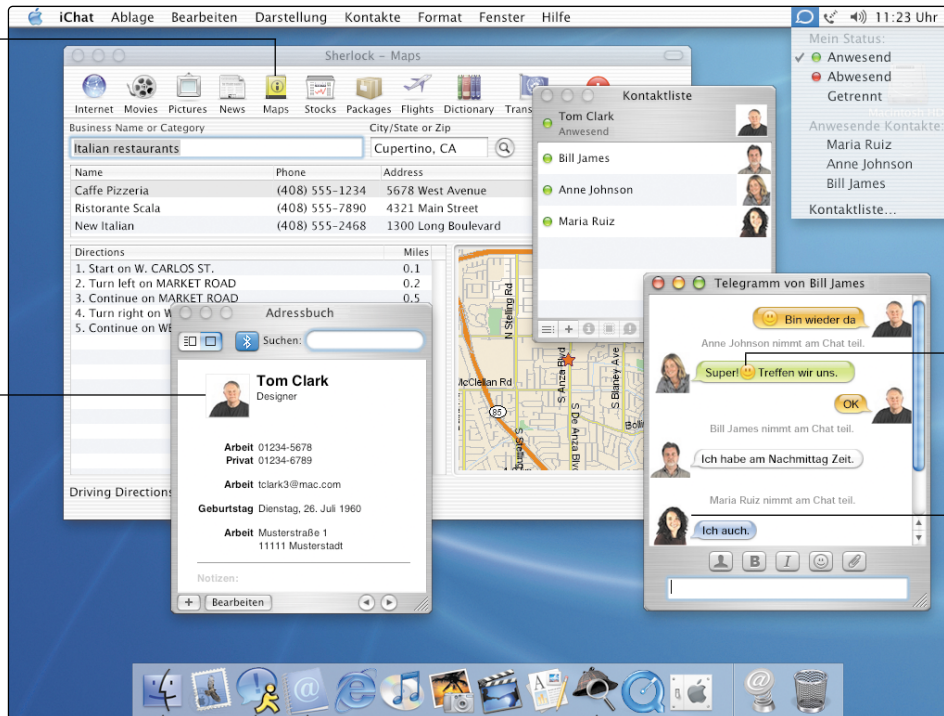 iChat Ablage Bearbeiten Darstellung Kontakte Format Fenster Hilfe 11:23 Uhr
Mein Status:
Anwesend
Abwesend
Getrennt
Anwesende Kontakte:
Maria Ruiz
Anne Johnson
Bill James
Kontaktliste...
Sherlock – Maps
Internet Movies Pictures News Maps Stocks Packages Flights Dictionary Trans
Business Name or Category City/State or Zip
Italian restaurants Cupertino, CA
Name Phone Address
Caffe Pizzeria (408) 555-1234 5678 West Avenue
Ristorante Scala (408) 555-7890 4321 Main Street
New Italian (408) 555-2468 1300 Long Boulevard
Directions Miles
1. Start on W. CARLOS ST. 0.1
2. Turn left on MARKET ROAD 0.2
3. Continue on MARKET ROAD 0.5
4. Turn right on W
5. Continue on WE
Driving Directions
N Stelling Rd
McClellan Rd
85
S Stelling
S De Anza Blvd
S Anza Blvd
S Blaney Ave
Bolli
Kontaktliste
Tom Clark
Anwesend
Bill James
Anne Johnson
Maria Ruiz
Adressbuch
Suchen:
Tom Clark
Designer
Arbeit 01234-5678
Privat 01234-6789
Arbeit tclark3@mac.com
Geburtstag Dienstag, 26. Juli 1960
Arbeit Musterstraße 1
11111 Musterstadt
Notizen:
+ Bearbeiten
Telegramm von Bill James
Bin wieder da
Anne Johnson nimmt am Chat teil.
Super! Treffen wir uns.
OK
Bill James nimmt am Chat teil.
Ich habe am Nachmittag Zeit.
Maria Ruiz nimmt am Chat teil.
Ich auch.
B I